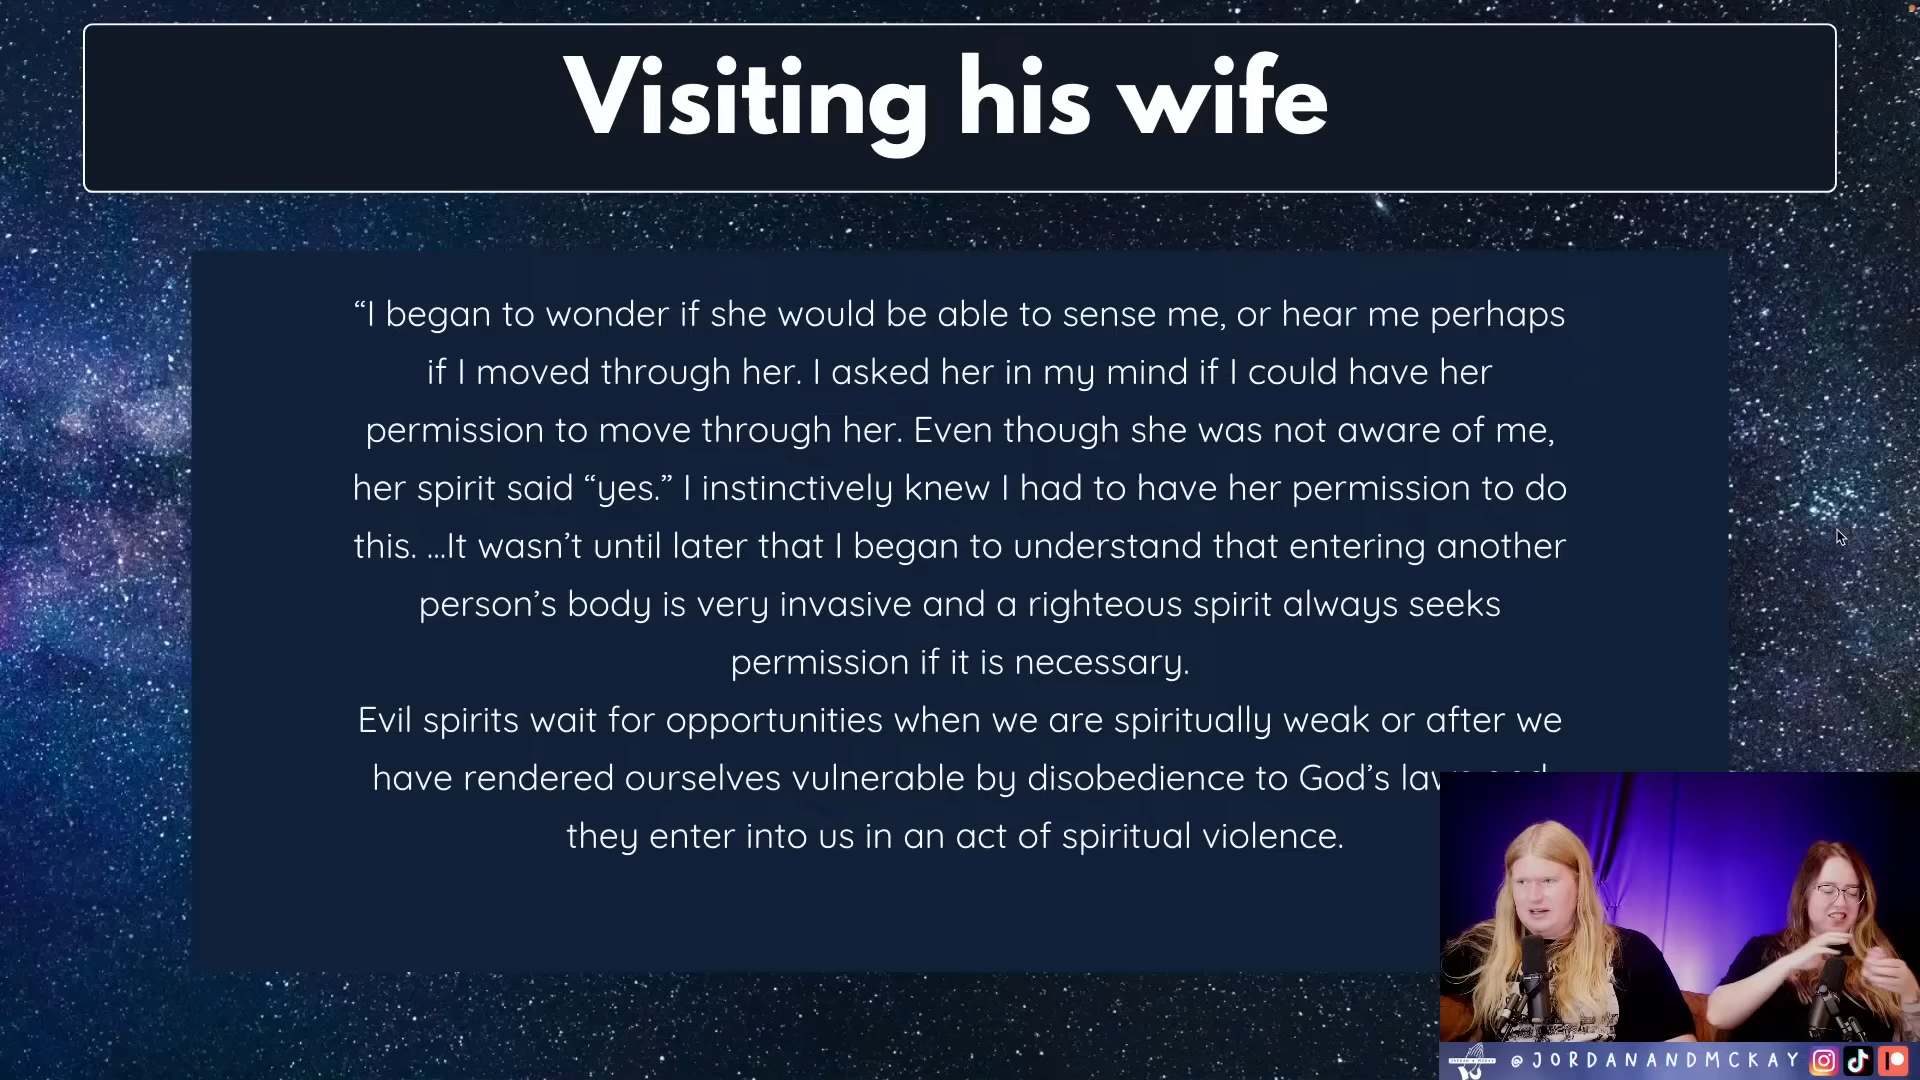 Visiting his wife
“I began to wonder if she would be able to sense me, or hear me perhaps
if I moved through her. I asked her in my mind if I could have her
permission to move through her. Even though she was not aware of me,
her spirit said “yes.” I instinctively knew I had to have her permission to do
this. ...It wasn’t until later that I began to understand that entering another
person’s body is very invasive and a righteous spirit always seeks
permission if it is necessary.
Evil spirits wait for opportunities when we are spiritually weak or after we
have rendered ourselves vulnerable by disobedience to God’s
they enter into us in an act of spiritual violence.
@JORDANANDMCKAY